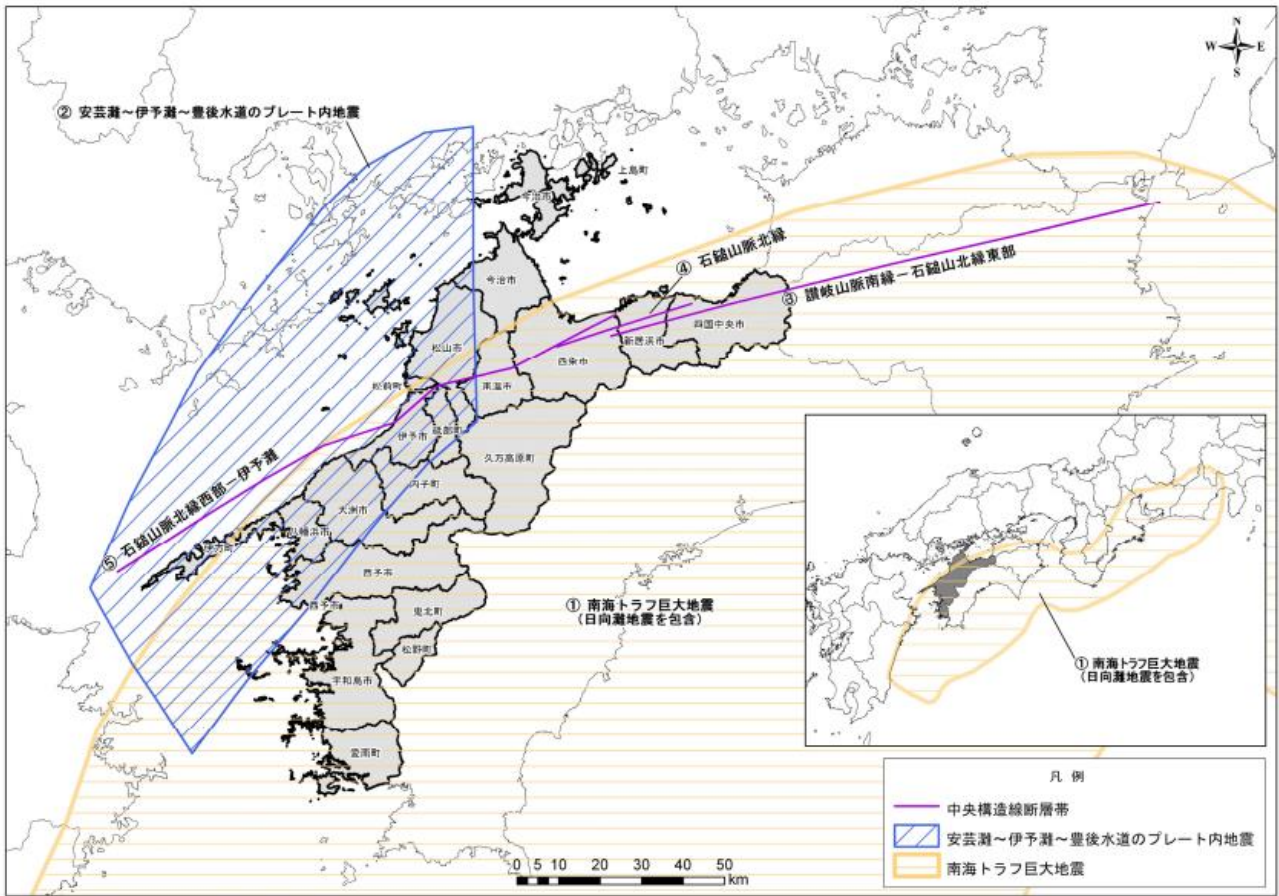 N
W E
S
② 安芸灘～伊予灘～豊後水道のプレート内地震
上島町
今治市
④ 石鎚山脈北縁
今治市
③ 讃岐山脈南縁－石鎚山北縁東部
四国中央市
新居浜市
松山市
西条市
松前町
東温市
伊予市
砥部町
久万高原町
⑤ 石鎚山脈北縁西部－伊予灘
内子町
大洲市
八幡浜市
伊方町
西予市
西予市
① 南海トラフ巨大地震
（日向灘地震を包含）
鬼北町
松野町
宇和島市
愛南町
① 南海トラフ巨大地震
（日向灘地震を包含）
凡 例
中央構造線断層帯
安芸灘～伊予灘～豊後水道のプレート内地震
南海トラフ巨大地震
0 5 10 20 30 40 50
km